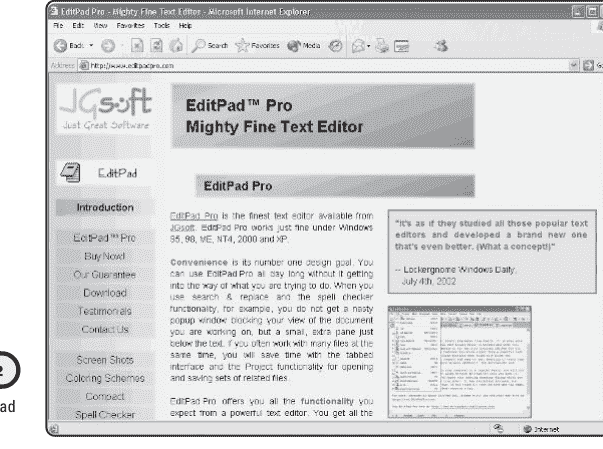 EditPad Pro - Mighty Fine Text Editor - Microsoft Internet Explorer
File Edit View Favorites Tools Help
Back Search Favorites Media
Address http://www.editpadpro.com Go
JGsoft
Just Great Software
EditPad
Introduction
EditPad™ Pro
Buy Now!
Our Guarantee
Download
Testimonials
Contact Us
Screen Shots
Coloring Schemes
Compact
Spell Checker
EditPad™ Pro
Mighty Fine Text Editor
EditPad Pro
EditPad Pro is the finest text editor available from
JGsoft. EditPad Pro works just fine under Windows
95, 98, ME, NT4, 2000 and XP.
Convenience is its number one design goal. You
can use EditPad Pro all day long without it getting
into the way of what you are trying to do. When you
use search & replace and the spell checker
functionality, for example, you do not get a nasty
popup window blocking your view of the document
you are working on, but a small, extra pane just
below the text. If you often work with many files at the
same time, you will save time with the tabbed
interface and the Project functionality for opening
and saving sets of related files.
EditPad Pro offers you all the functionality you
expect from a powerful text editor. You get all the
"It's as if they studied all those popular text
editors and developed a brand new one
that's even better. (What a concept!)"
-- Lockergnome Windows Daily,
July 4th, 2002
Internet
2
ad